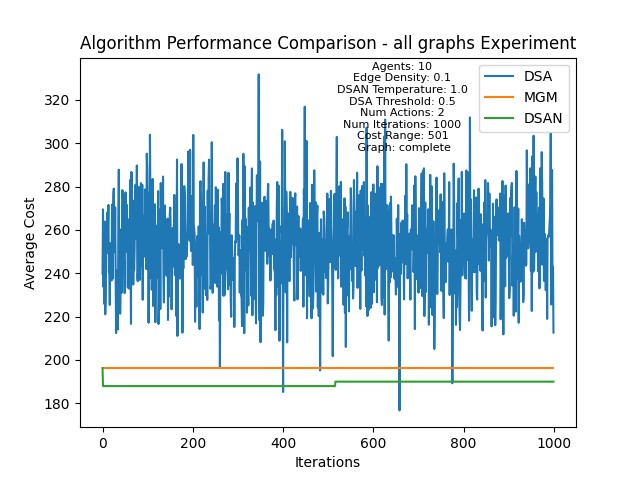 Algorithm Performance Comparison - all graphs Experiment
Agents: 10
Edge Density: 0.1
DSAN Temperature: 1.0
DSA Threshold: 0.5
Num Actions: 2
Num Iterations: 1000
Cost Range: 501
Graph: complete
DSA
MGM
DSAN
Average Cost
320
300
280
260
240
220
200
180
0
200
400
600
800
1000
Iterations